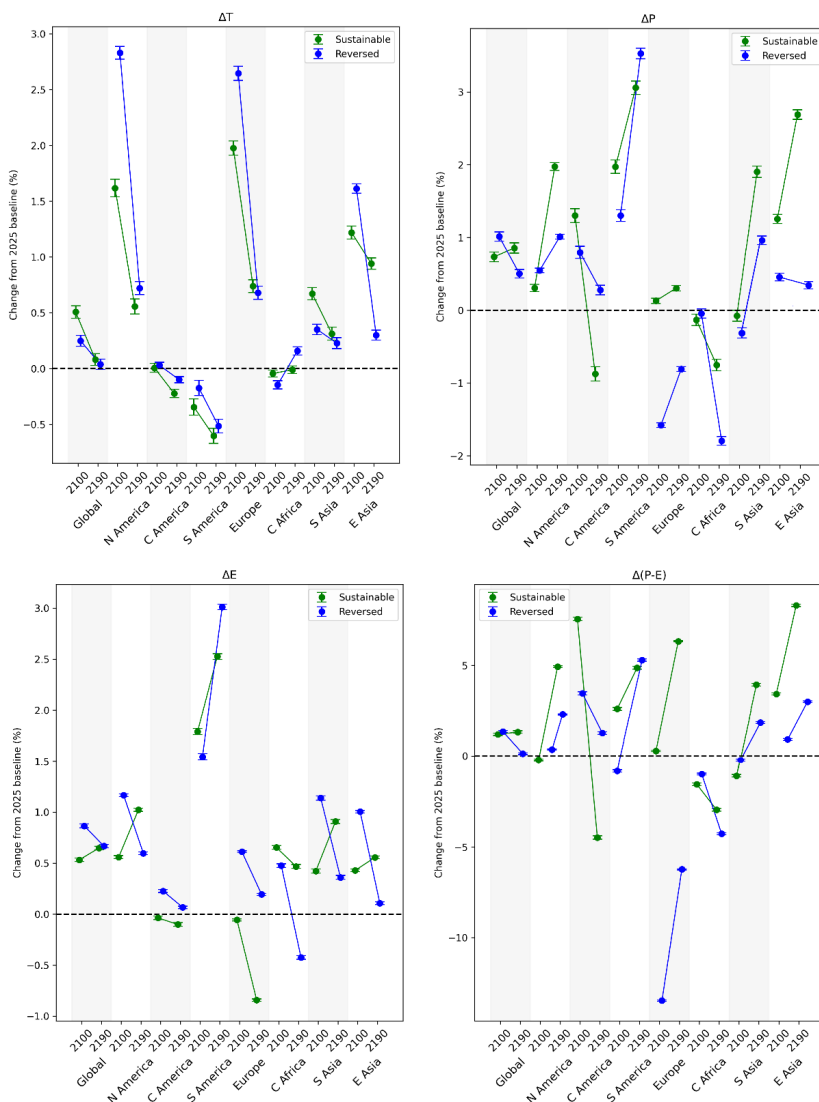 ΔT
3.0
2.5
2.0
1.5
1.0
0.5
0.0
−0.5
Change from 2025 baseline (%)
Sustainable
Reversed
2100 2190 2100 2190 2100 2190 2100 2190 2100 2190 2100 2190 2100 2190 2100 2190
Global N America C America S America Europe C Africa S Asia E Asia
ΔP
3
2
1
0
−1
−2
Change from 2025 baseline (%)
Sustainable
Reversed
2100 2190 2100 2190 2100 2190 2100 2190 2100 2190 2100 2190 2100 2190 2100 2190
Global N America C America S America Europe C Africa S Asia E Asia
ΔE
3.0
2.5
2.0
1.5
1.0
0.5
0.0
−0.5
−1.0
Change from 2025 baseline (%)
Sustainable
Reversed
2100 2190 2100 2190 2100 2190 2100 2190 2100 2190 2100 2190 2100 2190 2100 2190
Global N America C America S America Europe C Africa S Asia E Asia
Δ(P-E)
5
0
−5
−10
Change from 2025 baseline (%)
Sustainable
Reversed
2100 2190 2100 2190 2100 2190 2100 2190 2100 2190 2100 2190 2100 2190 2100 2190
Global N America C America S America Europe C Africa S Asia E Asia